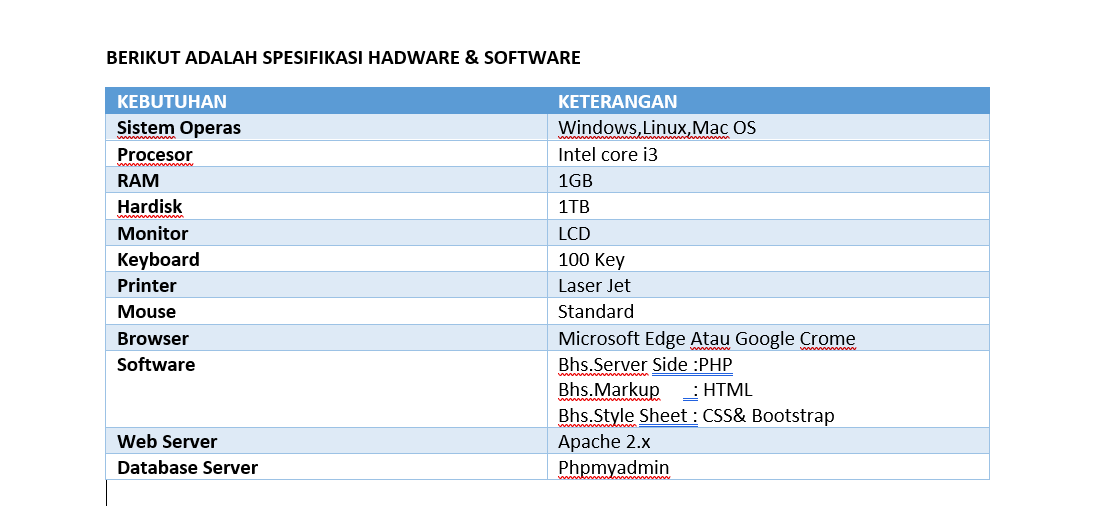 BERIKUT ADALAH SPESIFIKASI HADWARE & SOFTWARE
KEBUTUHAN KETERANGAN
Sistem Operas Windows,Linux,Mac OS
Procesor Intel core i3
RAM 1GB
Hardisk 1TB
Monitor LCD
Keyboard 100 Key
Printer Laser Jet
Mouse Standard
Browser Microsoft Edge Atau Google Crome
Software Bhs.Server Side :PHP
Bhs.Markup : HTML
Bhs.Style Sheet : CSS& Bootstrap
Web Server Apache 2.x
Database Server Phpmyadmin